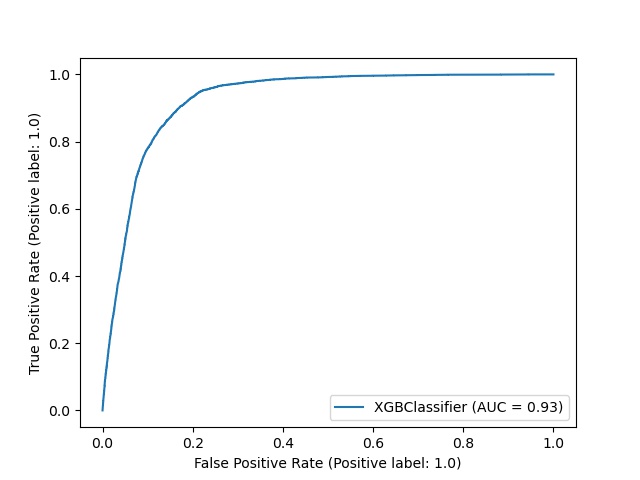 1.0
0.8
0.6
0.4
0.2
0.0
True Positive Rate (Positive label: 1.0)
XGBClassifier (AUC = 0.93)
0.0 0.2 0.4 0.6 0.8 1.0
False Positive Rate (Positive label: 1.0)